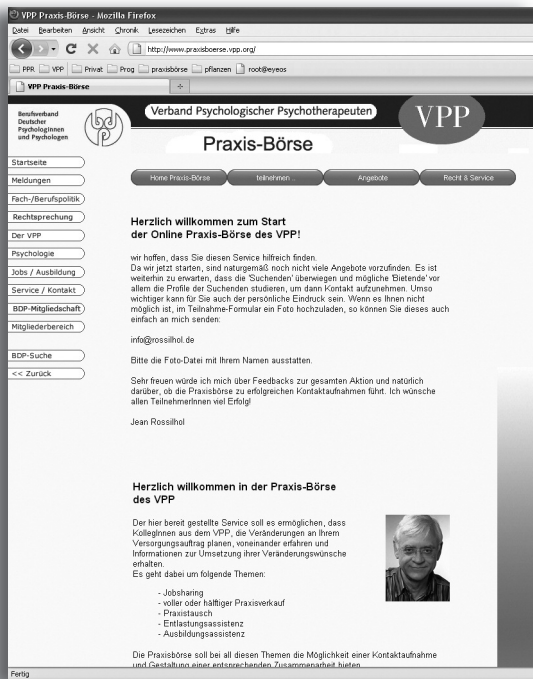 VPP Praxis-Börse - Mozilla Firefox
Datei Bearbeiten Ansicht Chronik Lesezeichen Extras Hilfe
http://www.praxisboerse.vpp.org/
PPR VPP Privat Prog praxisbörse pflanzen root@eyeos
VPP Praxis-Börse
Berufsverband
Deutscher
Psychologinnen
und Psychologen
Verband Psychologischer Psychotherapeuten
VPP
Praxis-Börse
Home Praxis-Börse teilnehmen .. Angebote Recht & Service
Startseite
Meldungen
Fach-/Berufspolitik
Rechtsprechung
Der VPP
Psychologie
Jobs / Ausbildung
Service / Kontakt
BDP-Mitgliedschaft
Mitgliederbereich
BDP-Suche
<< Zurück
Herzlich willkommen zum Start
der Online Praxis-Börse des VPP!
wir hoffen, dass Sie diesen Service hilfreich finden.
Da wir jetzt starten, sind naturgemäß noch nicht viele Angebote vorzufinden. Es ist
weiterhin zu erwarten, dass die 'Suchenden' überwiegen und mögliche 'Bietende' vor
allem die Profile der Suchenden studieren, um dann Kontakt aufzunehmen. Umso
wichtiger kann für Sie auch der persönliche Eindruck sein. Wenn es Ihnen nicht
möglich ist, im Teilnahme-Formular ein Foto hochzuladen, so können Sie dieses auch
einfach an mich senden:
info@rossilhol.de
Bitte die Foto-Datei mit Ihrem Namen ausstatten.
Sehr freuen würde ich mich über Feedbacks zur gesamten Aktion und natürlich
darüber, ob die Praxisbörse zu erfolgreichen Kontaktaufnahmen führt. Ich wünsche
allen TeilnehmerInnen viel Erfolg!
Jean Rossilhol
Herzlich willkommen in der Praxis-Börse
des VPP
Der hier bereit gestellte Service soll es ermöglichen, dass
KollegInnen aus dem VPP, die Veränderungen an Ihrem
Versorgungsauftrag planen, voneinander erfahren und
Informationen zur Umsetzung ihrer Veränderungswünsche
erhalten.
Es geht dabei um folgende Themen:
- Jobsharing
- voller oder hälftiger Praxisverkauf
- Praxistausch
- Entlastungsassistenz
- Ausbildungsassistenz
Die Praxisbörse soll bei all diesen Themen die Möglichkeit einer Kontaktaufnahme
und Gestaltung einer entsprechenden Zusammenarbeit bieten.
Fertig